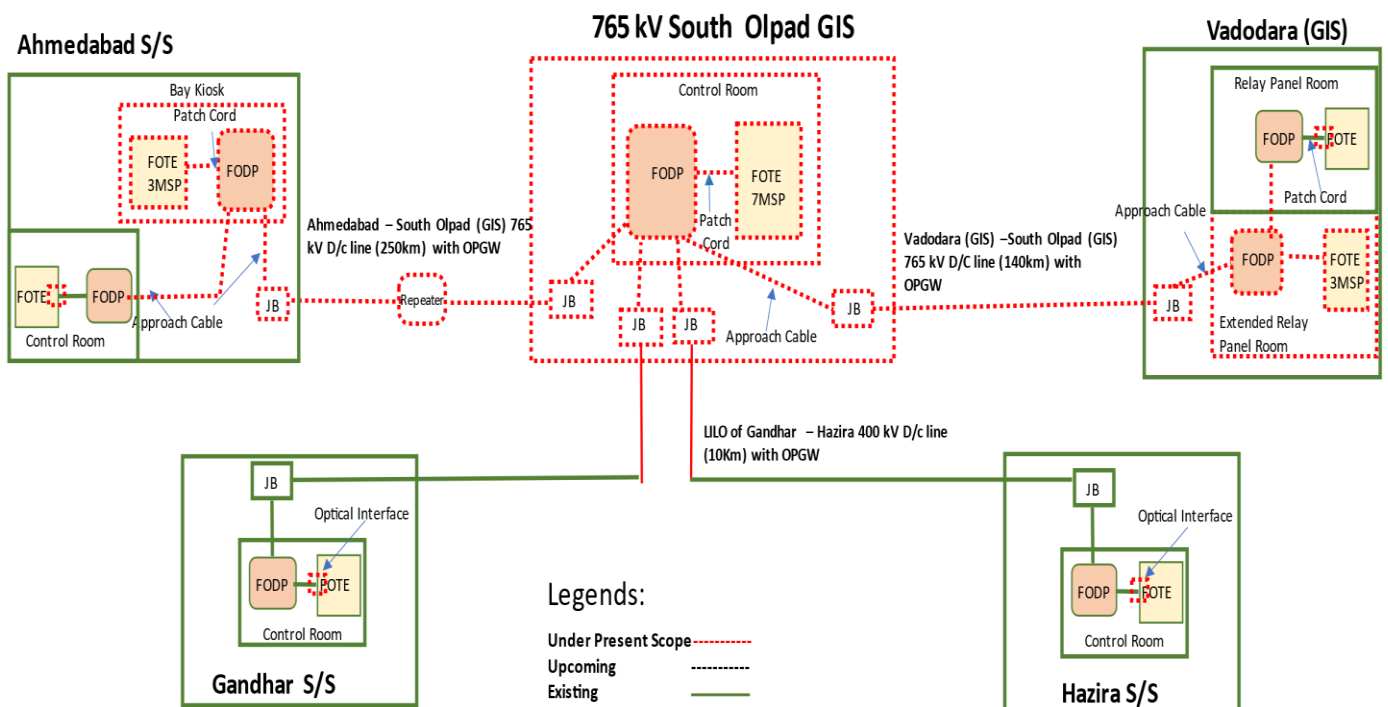 765 kV South Olpad GIS
Ahmedabad S/S
Vadodara (GIS)
Bay Kiosk
Patch Cord
FOTE
3MSP
FODP
FOTE
FODP
Control Room
Approach Cable
JB
Ahmedabad – South Olpad (GIS) 765
kV D/c line (250km) with OPGW
Repeater
Control Room
FODP
FOTE
7MSP
Patch
Cord
JB
JB
JB
JB
Approach Cable
Vadodara (GIS) –South Olpad (GIS)
765 kV D/C line (140km) with
OPGW
Relay Panel Room
FODP
FOTE
Patch Cord
Approach Cable
FODP
FOTE
3MSP
JB
Extended Relay
Panel Room
LILO of Gandhar – Hazira 400 kV D/c line
(10Km) with OPGW
JB
Optical Interface
FODP
FOTE
Control Room
Gandhar S/S
Legends:
Under Present Scope
Upcoming
Existing
JB
Optical Interface
FODP
FOTE
Control Room
Hazira S/S